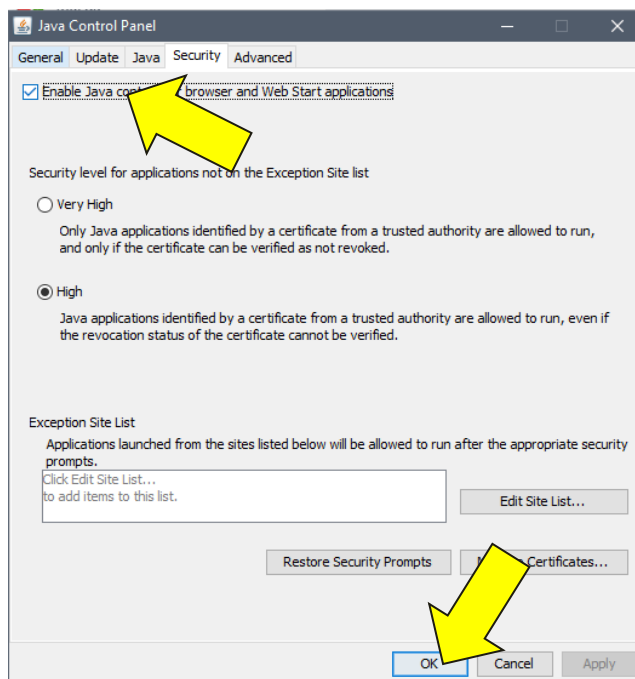 Java Control Panel
General Update Java Security Advanced
Enable Java browser and Web Start applications
Security level for applications not on the Exception Site list
Very High
Only Java applications identified by a certificate from a trusted authority are allowed to run,
and only if the certificate can be verified as not revoked.
High
Java applications identified by a certificate from a trusted authority are allowed to run, even if
the revocation status of the certificate cannot be verified.
Exception Site List
Applications launched from the sites listed below will be allowed to run after the appropriate security
prompts.
Click Edit Site List...
to add items to this list.
Edit Site List...
Restore Security Prompts
Certificates...
OK Cancel Apply